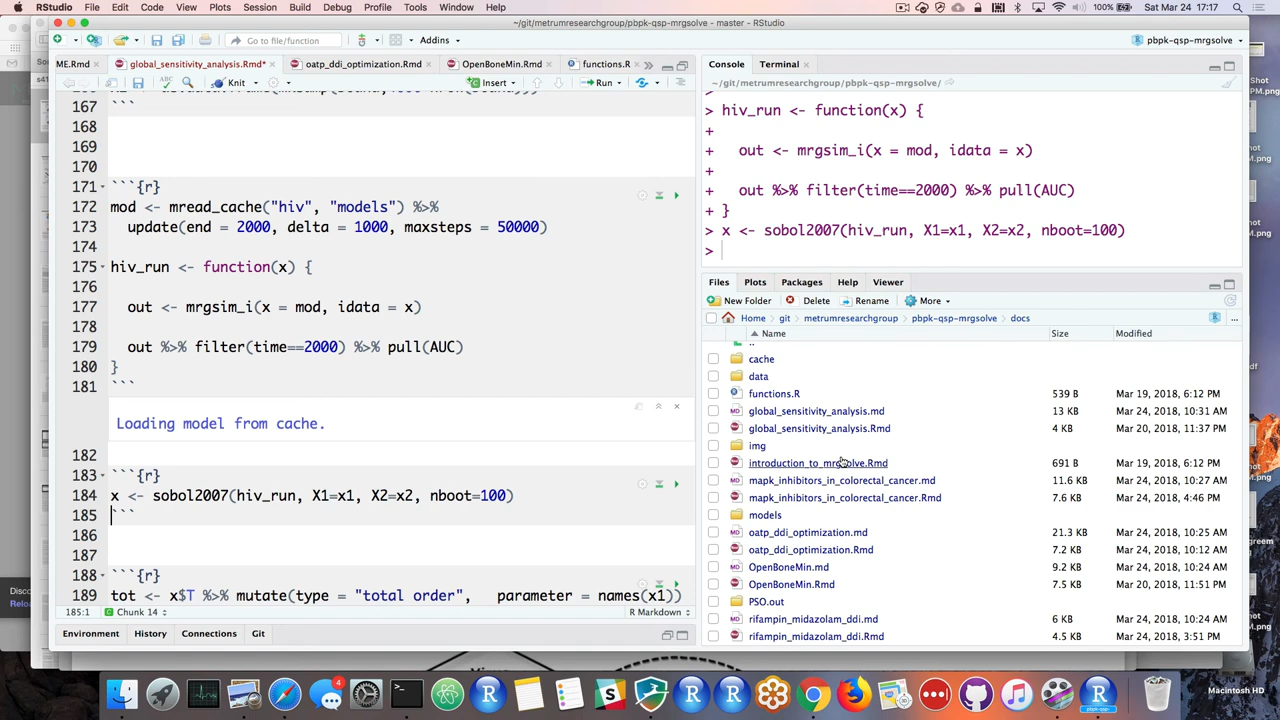 RStudio File Edit Code View Plots Session Build Debug Profile Tools Window Help 100% Sat Mar 24 17:17
~/git/metrumresearchgroup/pbpk-qsp-mrgsolve - master - RStudio
Go to file/function Addins pbpk-qsp-mrgsolve
ME.Rmd global_sensitivity_analysis.Rmd* oatp_ddi_optimization.Rmd OpenBoneMin.Rmd functions.R
Knit Insert Run
167 ```
168
169
170
171 ```{r}
172 mod <- mread_cache("hiv", "models") %>%
173 update(end = 2000, delta = 1000, maxsteps = 50000)
174
175 hiv_run <- function(x) {
176
177 out <- mrgsim_i(x = mod, idata = x)
178
179 out %>% filter(time==2000) %>% pull(AUC)
180 }
181 ```
Loading model from cache.
182
183 ```{r}
184 x <- sobol2007(hiv_run, X1=x1, X2=x2, nboot=100)
185 ```
186
187
188 ```{r}
189 tot <- x$T %>% mutate(type = "total order", parameter = names(x1))
185:1 Chunk 14 R Markdown
Environment History Connections Git
Console Terminal
~/git/metrumresearchgroup/pbpk-qsp-mrgsolve/
> hiv_run <- function(x) {
+
+ out <- mrgsim_i(x = mod, idata = x)
+
+ out %>% filter(time==2000) %>% pull(AUC)
+ }
> x <- sobol2007(hiv_run, X1=x1, X2=x2, nboot=100)
>
Files Plots Packages Help Viewer
New Folder Delete Rename More
Home git metrumresearchgroup pbpk-qsp-mrgsolve docs
Name Size Modified
..
cache
data
functions.R 539 B Mar 19, 2018, 6:12 PM
global_sensitivity_analysis.md 13 KB Mar 24, 2018, 10:31 AM
global_sensitivity_analysis.Rmd 4 KB Mar 20, 2018, 11:37 PM
img
introduction_to_mrgsolve.Rmd 691 B Mar 19, 2018, 6:12 PM
mapk_inhibitors_in_colorectal_cancer.md 11.6 KB Mar 24, 2018, 10:27 AM
mapk_inhibitors_in_colorectal_cancer.Rmd 7.6 KB Mar 24, 2018, 4:46 PM
models
oatp_ddi_optimization.md 21.3 KB Mar 24, 2018, 10:25 AM
oatp_ddi_optimization.Rmd 7.2 KB Mar 24, 2018, 10:12 AM
OpenBoneMin.md 9.2 KB Mar 24, 2018, 10:24 AM
OpenBoneMin.Rmd 7.5 KB Mar 20, 2018, 11:51 PM
PSO.out
rifampin_midazolam_ddi.md 6 KB Mar 24, 2018, 10:24 AM
rifampin_midazolam_ddi.Rmd 4.5 KB Mar 24, 2018, 3:51 PM
Macintosh HD